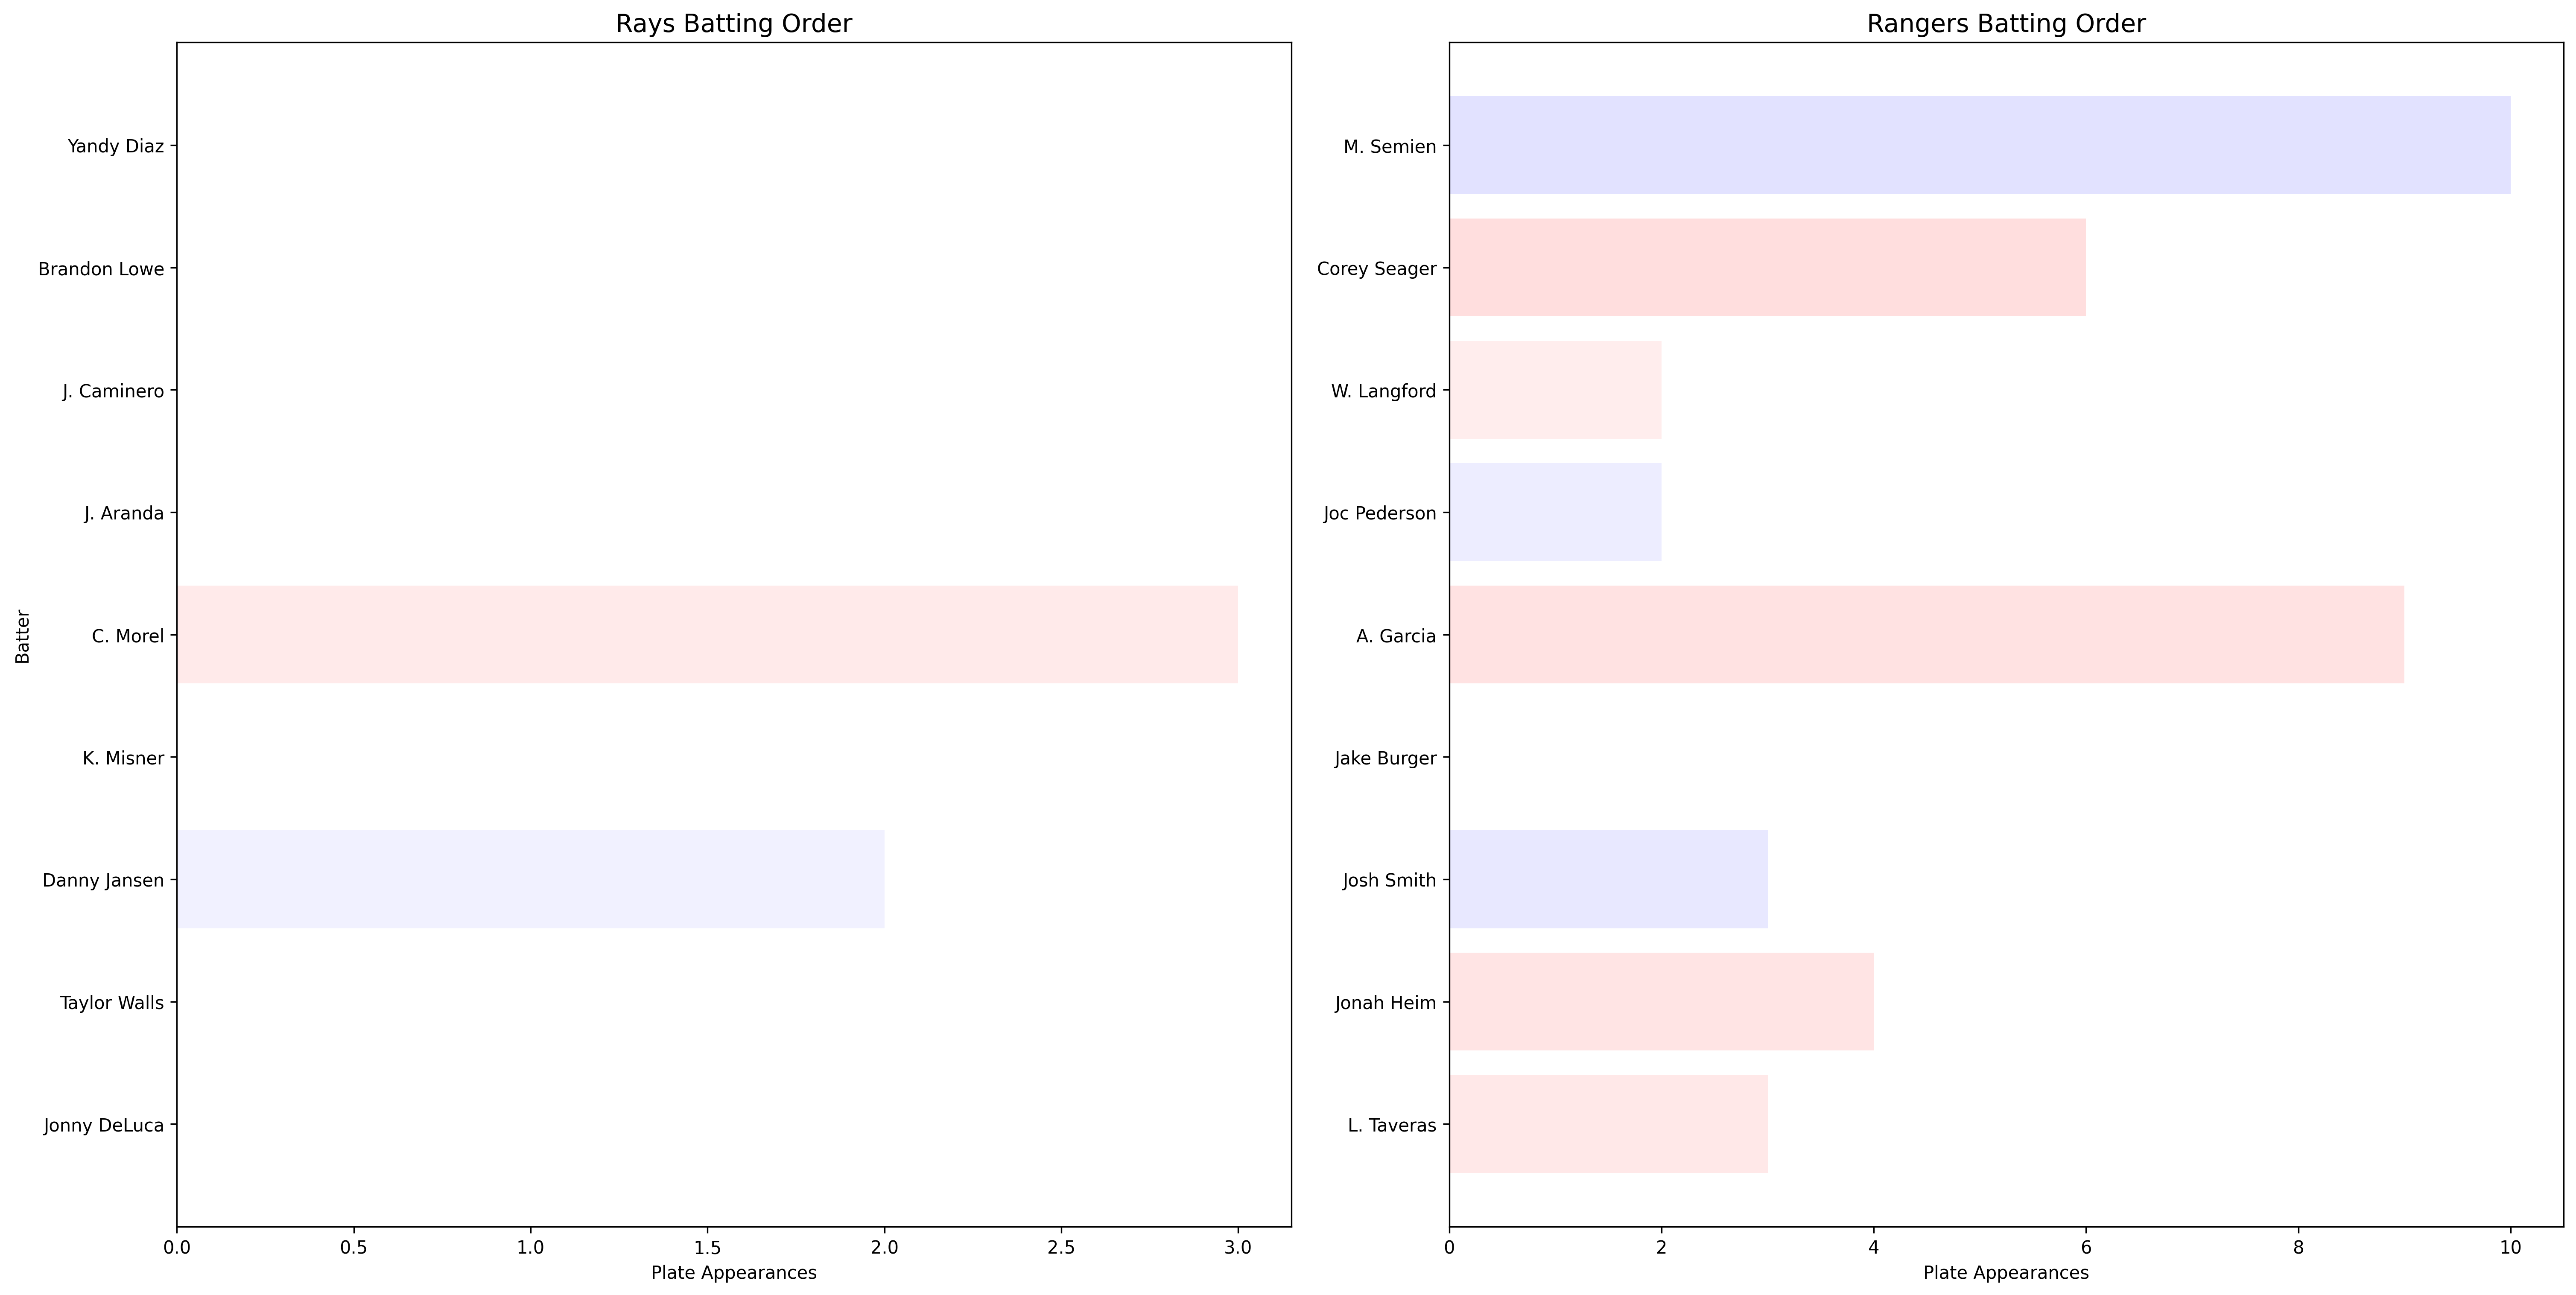 Rays Batting Order
Batter
Yandy Diaz
Brandon Lowe
J. Caminero
J. Aranda
C. Morel
K. Misner
Danny Jansen
Taylor Walls
Jonny DeLuca
0.0 0.5 1.0 1.5 2.0 2.5 3.0
Plate Appearances
Rangers Batting Order
M. Semien
Corey Seager
W. Langford
Joc Pederson
A. Garcia
Jake Burger
Josh Smith
Jonah Heim
L. Taveras
0 2 4 6 8 10
Plate Appearances